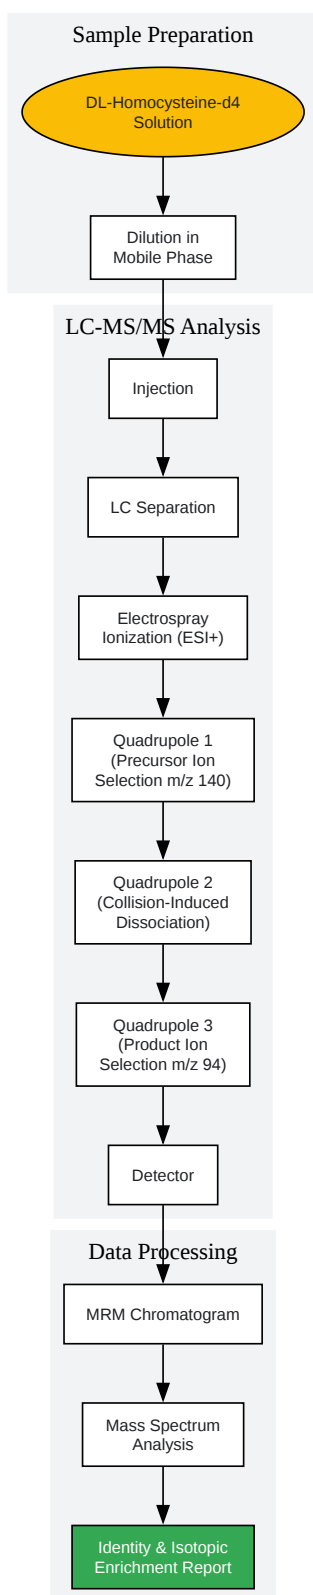 Sample Preparation
DL-Homocysteine-d4
Solution
Dilution in
Mobile Phase
LC-MS/MS Analysis
Injection
LC Separation
Electrospray
Ionization (ESI+)
Quadrupole 1
(Precursor Ion
Selection m/z 140)
Quadrupole 2
(Collision-Induced
Dissociation)
Quadrupole 3
(Product Ion
Selection m/z 94)
Detector
Data Processing
MRM Chromatogram
Mass Spectrum
Analysis
Identity & Isotopic
Enrichment Report